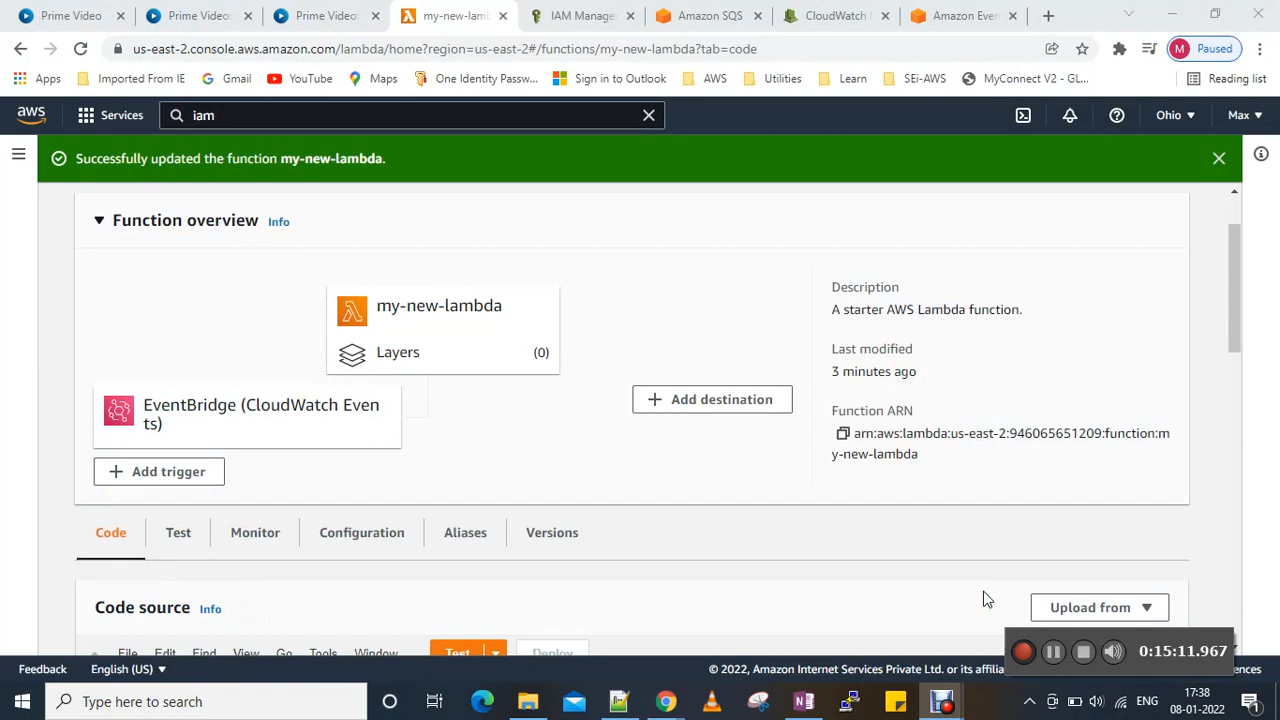 Prime Video:
Prime Video:
Prime Video:
my-new-lamb
IAM Manage
Amazon SQS
CloudWatch
Amazon Even
us-east-2.console.aws.amazon.com/lambda/home?region=us-east-2#/functions/my-new-lambda?tab=code
M Paused
Apps
Imported From IE
Gmail
YouTube
Maps
One Identity Passw...
Sign in to Outlook
AWS
Utilities
Learn
SEi-AWS
MyConnect V2 - GL...
Reading list
aws
Services
iam
Ohio
Max
Successfully updated the function my-new-lambda.
Function overview Info
my-new-lambda
Layers (0)
EventBridge (CloudWatch Even
ts)
Add trigger
Add destination
Description
A starter AWS Lambda function.
Last modified
3 minutes ago
Function ARN
arn:aws:lambda:us-east-2:946065651209:function:m
y-new-lambda
Code
Test
Monitor
Configuration
Aliases
Versions
Code source Info
Upload from
File Edit Find View Go Tools Window
Test
Deploy
0:15:11.967
Feedback
English (US)
© 2022, Amazon Internet Services Private Ltd. or its affilia
erences
Type here to search
ENG
17:38
08-01-2022
1